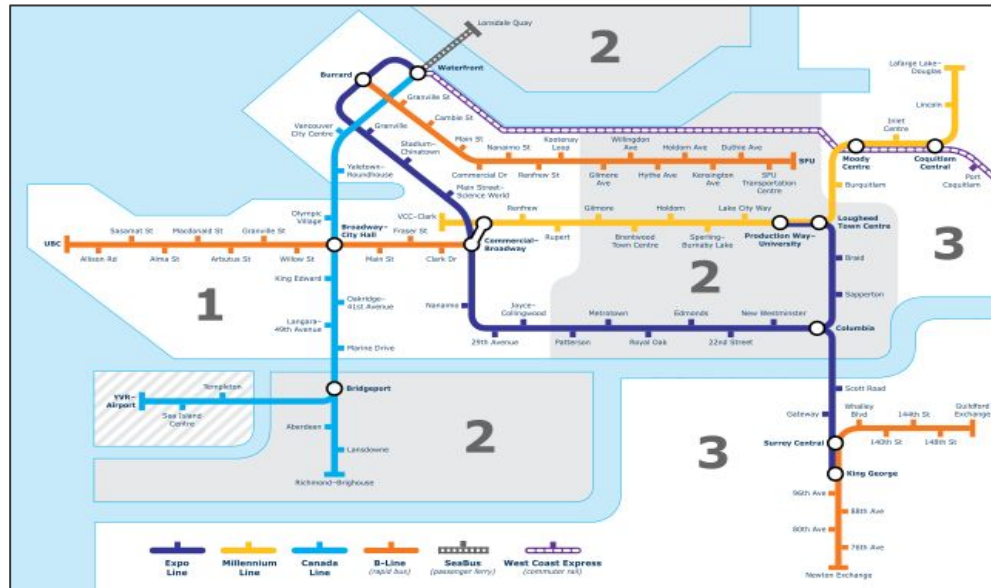 Lonsdale Quay
2
Waterfront
Burrard
Lafarge Lake–
Douglas
Lincoln
Inlet
Centre
Moody
Centre
Coquitlam
Central
Port
Coquitlam
Burquitlam
Granville St
Cambie St
Main St
Nanaimo St
Kootenay
Loop
Willingdon
Ave
Holdom Ave
Duthie Ave
SFU
Commercial Dr
Renfrew St
Gilmore
Ave
Hythe Ave
Kensington
Ave
SFU
Transportation
Centre
Vancouver
City Centre
Granville
Stadium–
Chinatown
Main Street–
Science World
Yaletown–
Roundhouse
Olympic
Village
VCC–Clark
Renfrew
Gilmore
Holdom
Lake City Way
Rupert
Brentwood
Town Centre
Sperling–
Burnaby Lake
Production Way–
University
Lougheed
Town Centre
Commercial–
Broadway
Broadway–
City Hall
UBC
Sasamat St
Macdonald St
Granville St
Fraser St
Allison Rd
Alma St
Arbutus St
Willow St
Main St
Clark Dr
King Edward
Oakridge–
41st Avenue
Langara–
49th Avenue
Marine Drive
1
2
3
Braid
Sapperton
Columbia
Nanaimo
Joyce–
Collingwood
Metrotown
Edmonds
New Westminster
29th Avenue
Patterson
Royal Oak
22nd Street
Bridgeport
Templeton
YVR–
Airport
Sea Island
Centre
Aberdeen
Lansdowne
Richmond–Brighouse
2
3
Scott Road
Gateway
Whalley
Blvd
144th St
Guildford
Exchange
140th St
148th St
Surrey Central
King George
96th Ave
88th Ave
80th Ave
76th Ave
Newton Exchange
Expo
Line
Millennium
Line
Canada
Line
B–Line
(rapid bus)
SeaBus
(passenger ferry)
West Coast Express
(commuter rail)